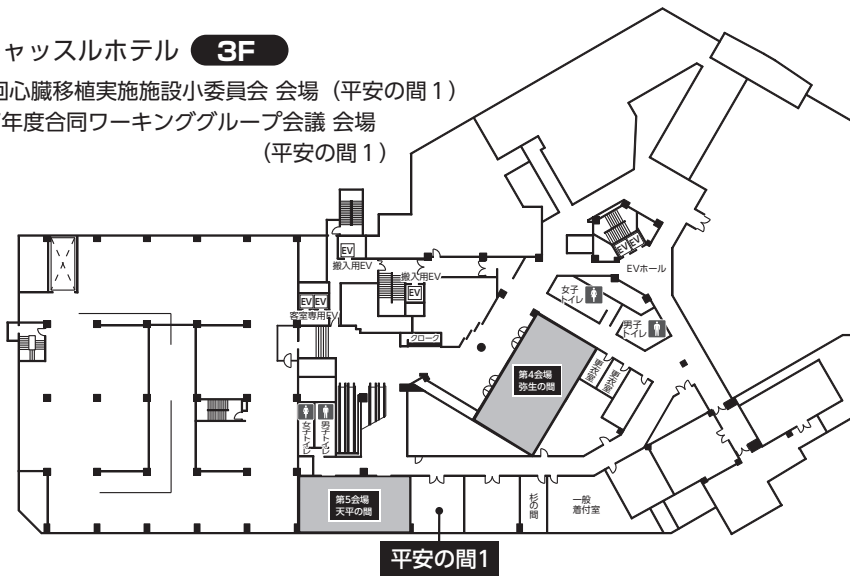 ャッスルホテル 3F
回心臓移植実施施設小委員会 会場（平安の間１）
年度合同ワーキンググループ会議 会場
（平安の間１）
EV
搬入用EV
搬入用EV
EV
EV EV
客室専用EV
クローク
EV EV
EVホール
女子
トイレ
男子
トイレ
第4会場
弥生の間
更衣室
更衣室
女子トイレ
男子トイレ
第5会場
天平の間
杉の間
一般
着付室
平安の間1